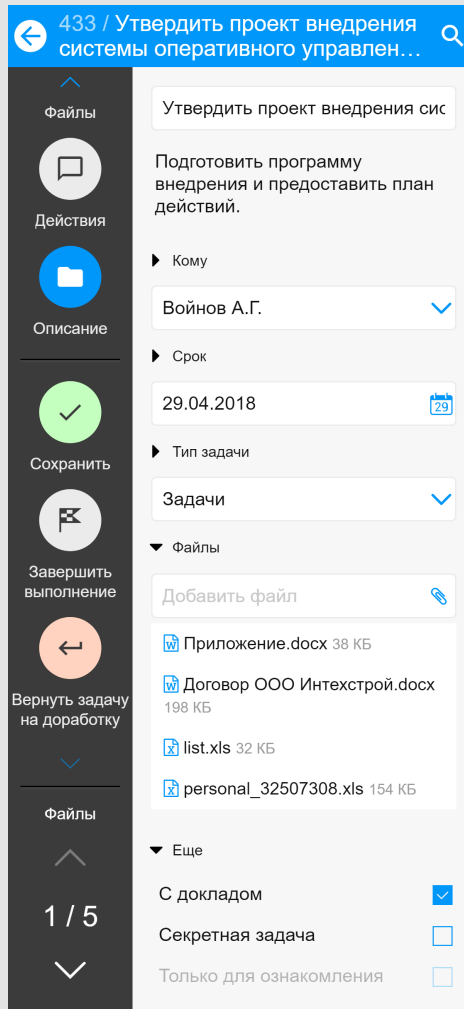 433 / Утвердить проект внедрения
системы оперативного управлен...
Файлы
Действия
Описание
Сохранить
Завершить
выполнение
Вернуть задачу
на доработку
Файлы
1 / 5
Утвердить проект внедрения сис
Подготовить программу
внедрения и предоставить план
действий.
Кому
Войнов А.Г.
Срок
29.04.2018
29
Тип задачи
Задачи
Файлы
Добавить файл
W Приложение.docx 38 КБ
W Договор ООО Интехстрой.docx
198 КБ
X list.xls 32 КБ
X personal_32507308.xls 154 КБ
Еще
С докладом
Секретная задача
Только для ознакомления